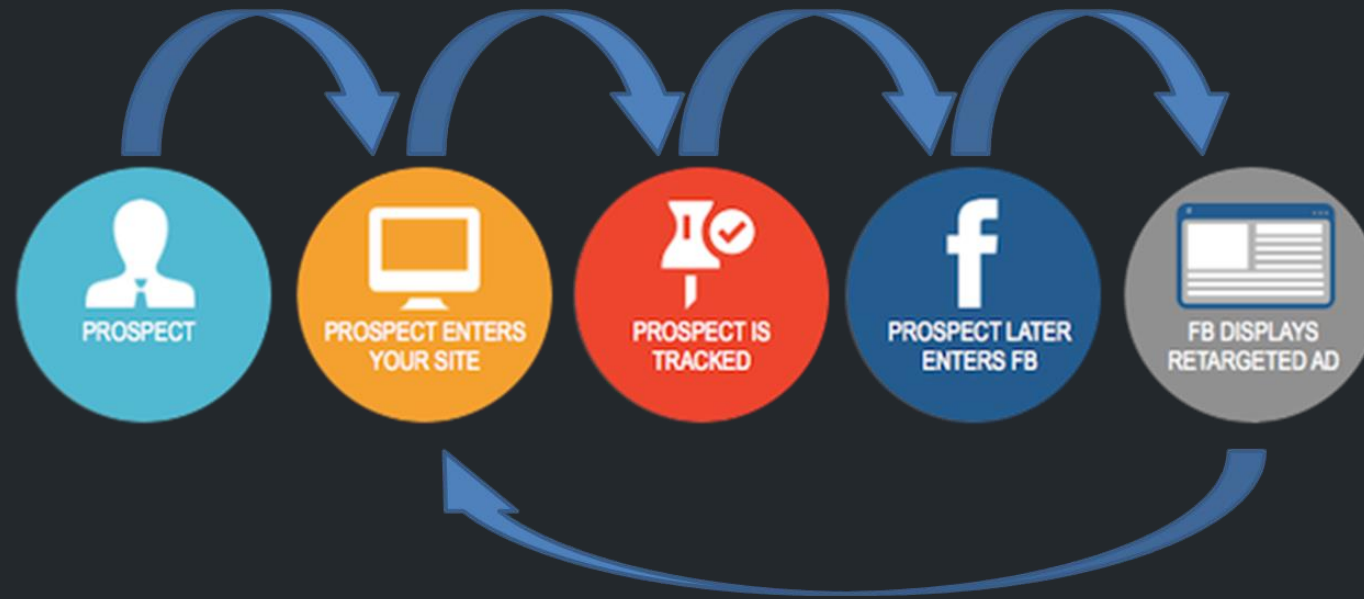 PROSPECT
PROSPECT ENTERS
YOUR SITE
PROSPECT IS
TRACKED
f
PROSPECT LATER
ENTERS FB
FB DISPLAYS
RETARGETED AD